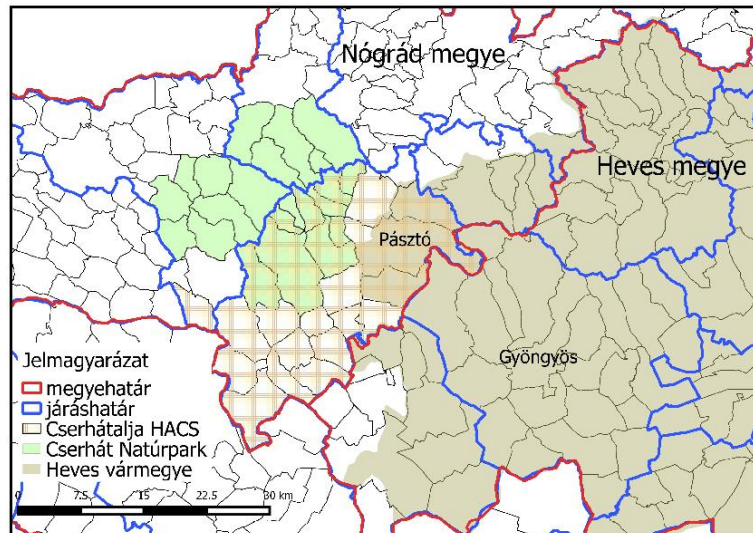 Nógrád megye
Heves megye
Pásztó
Gyöngyös
Jelmagyarázat
megyehatár
járáshatár
Cserhátalja HACS
Cserhát Natúrpark
Heves vármegye
0 7.5 15 22.5 30 km